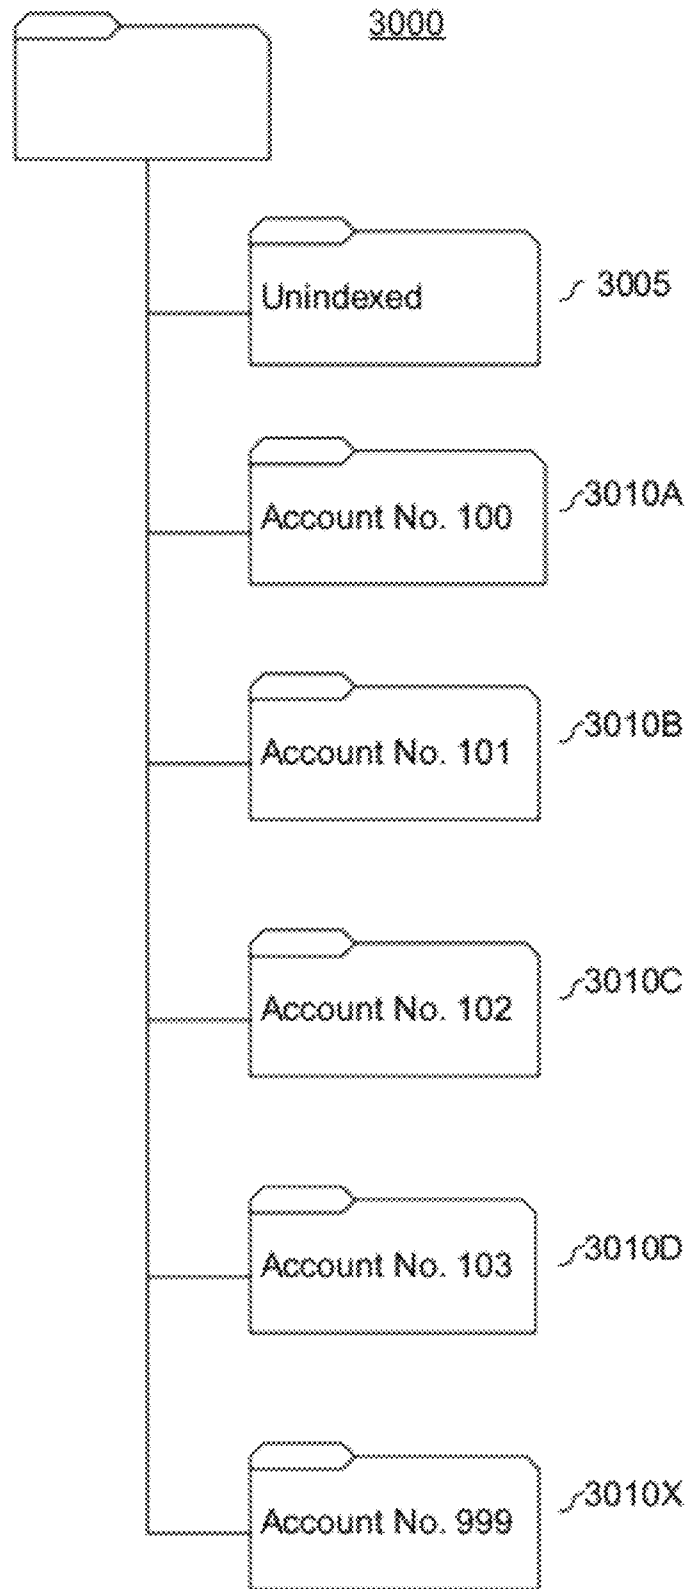 3000
Unindexed
3005
Account No. 100
3010A
Account No. 101
3010B
Account No. 102
3010C
Account No. 103
3010D
Account No. 999
3010X